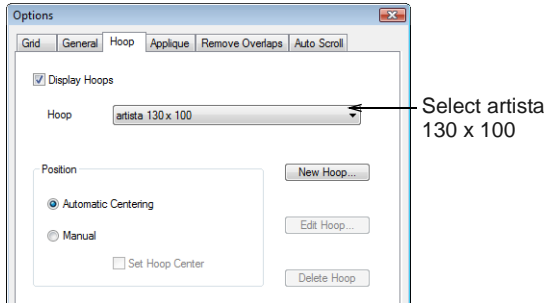 Options
Grid General Hoop Applique Remove Overlaps Auto Scroll
Display Hoops
Hoop artista 130 x 100
Select artista
130 x 100
Position
New Hoop...
Automatic Centering
Edit Hoop...
Manual
Set Hoop Center
Delete Hoop